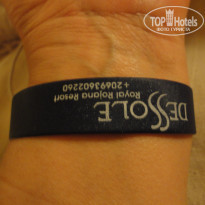 TOP HOTELS
ФОТО ТУРИСТА
DESSOLE
Royal Rojana Resort
+20693602260